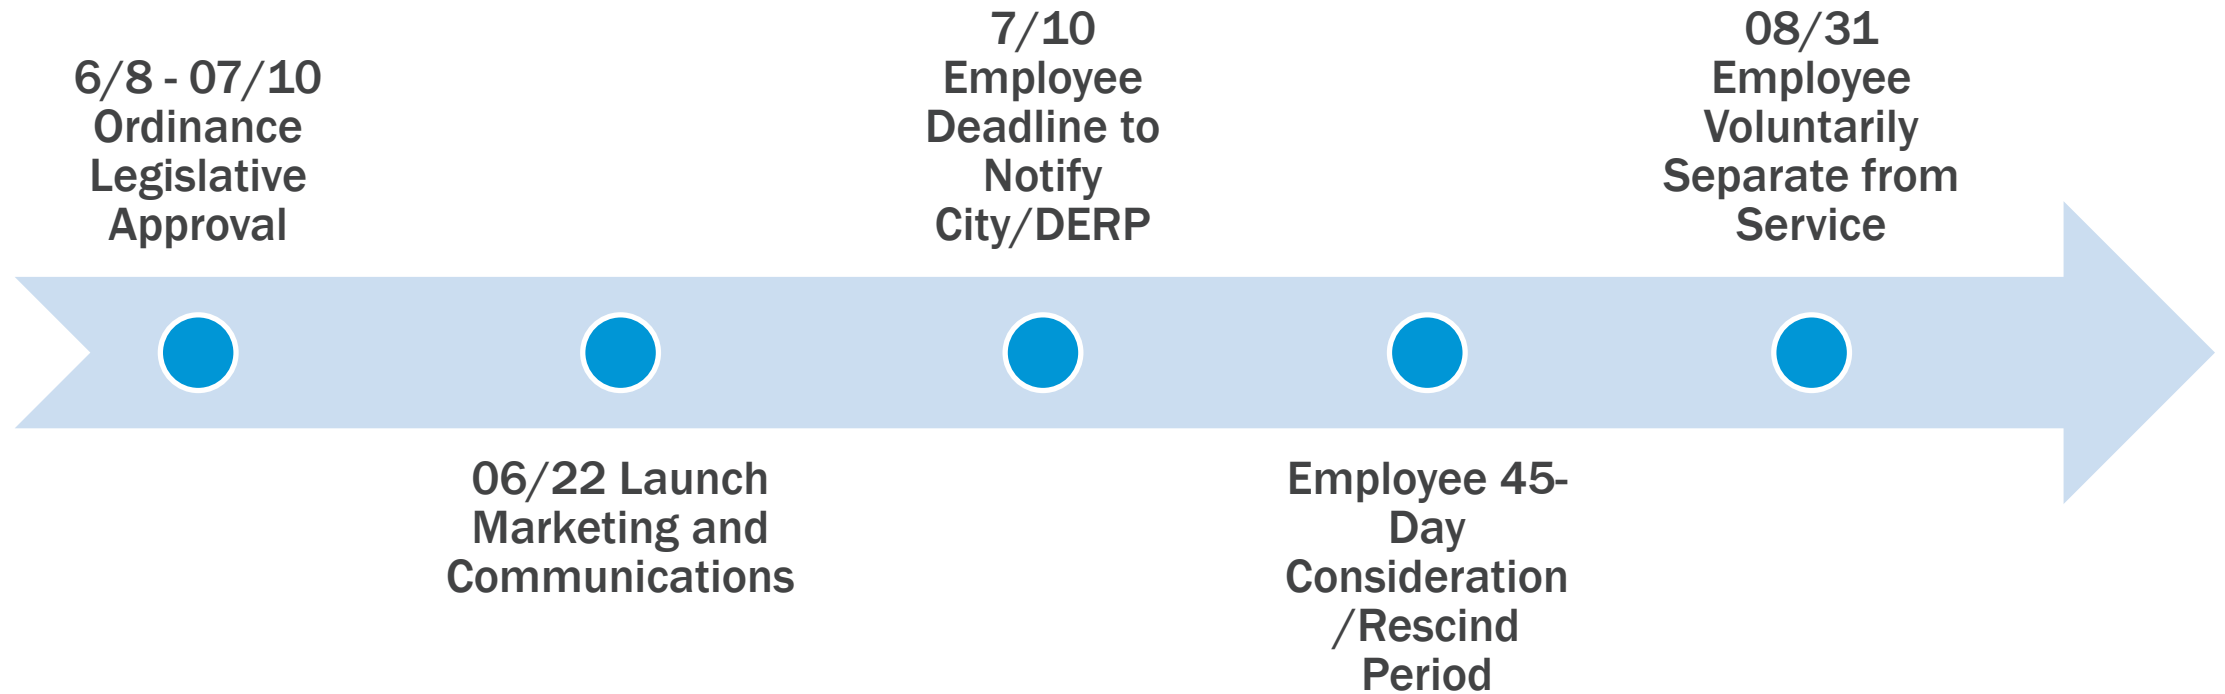 6/8 - 07/10
Ordinance
Legislative
Approval
06/22 Launch
Marketing and
Communications
7/10
Employee
Deadline to
Notify
City/DERP
Employee 45-
Day
Consideration
/Rescind
Period
08/31
Employee
Voluntarily
Separate from
Service